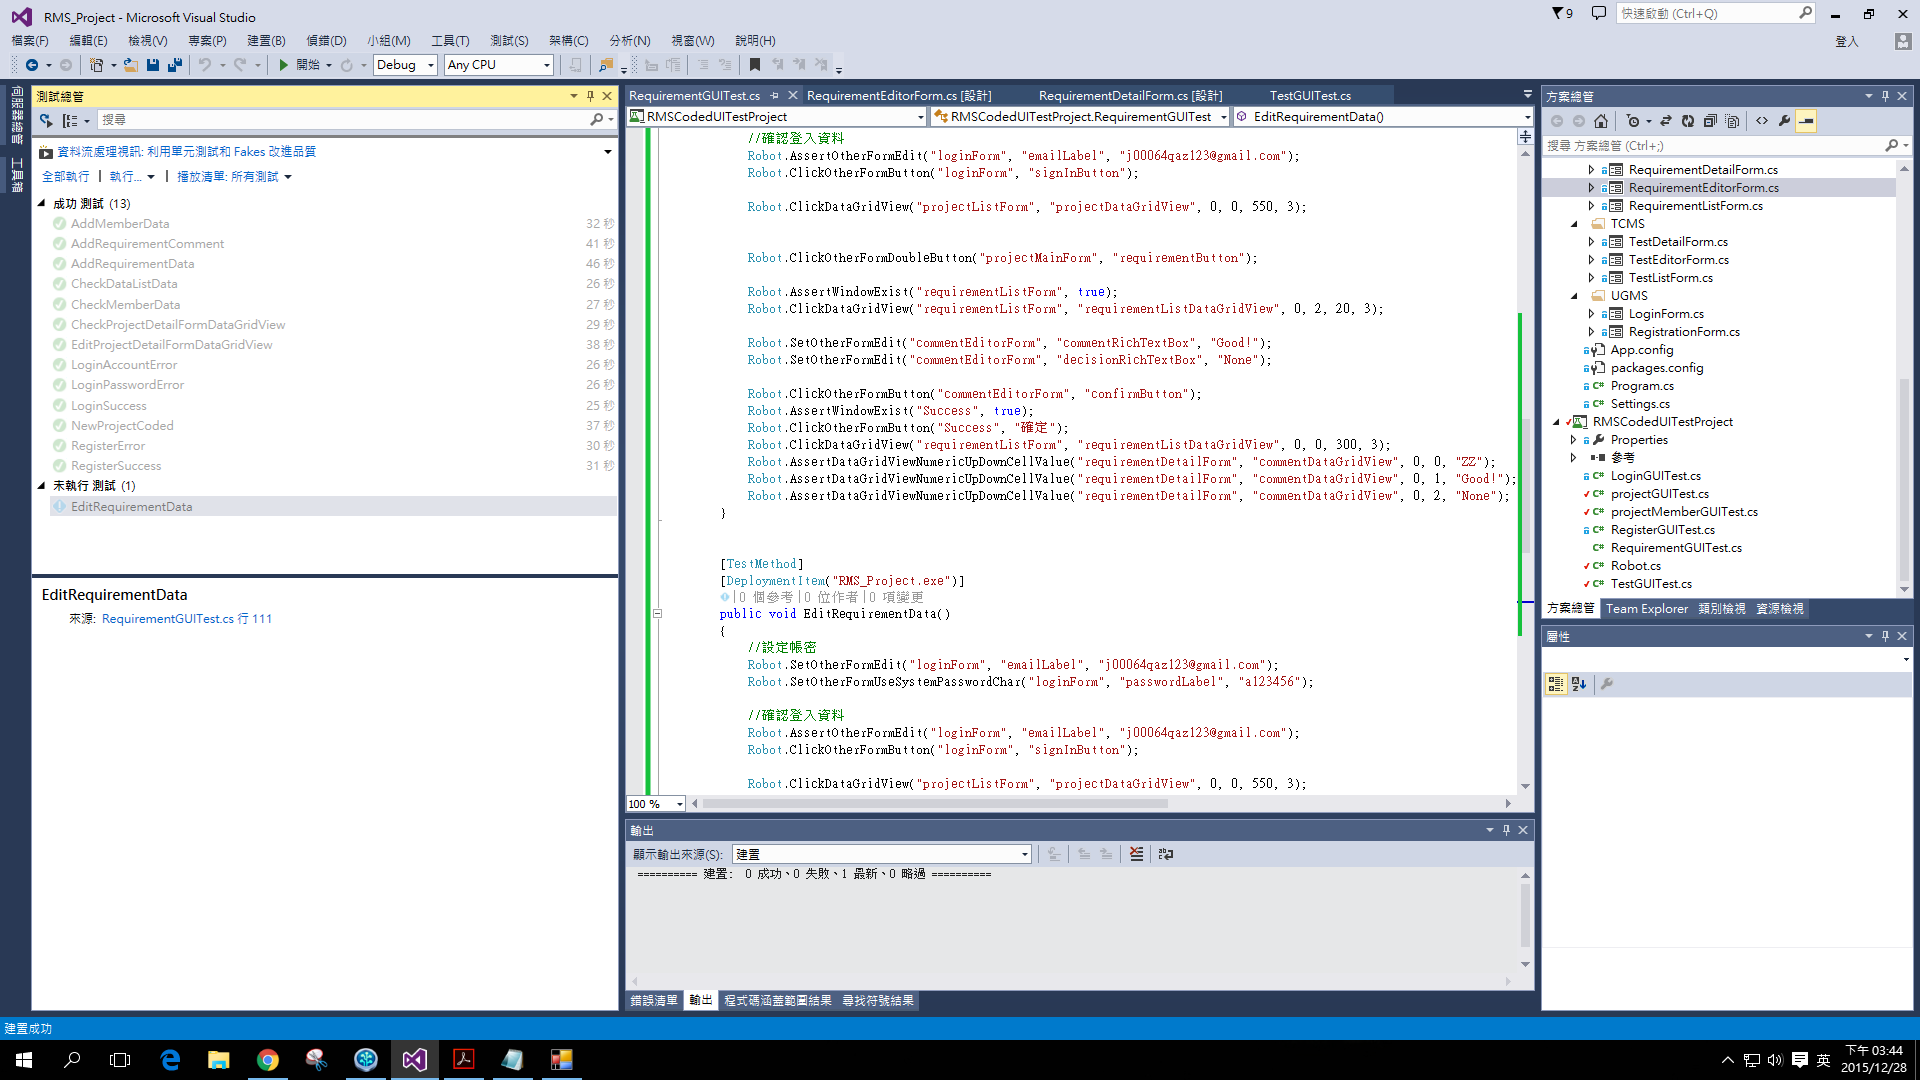 RMS_Project - Microsoft Visual Studio
9
快速啟動 (Ctrl+Q)
檔案(F) 編輯(E) 檢視(V) 專案(P) 建置(B) 偵錯(D) 小組(M) 工具(T) 測試(S) 架構(C) 分析(N) 視窗(W) 說明(H)
登入
開始 Debug Any CPU
伺服器總管
工具箱
測試總管
搜尋
資料流處理視訊: 利用單元測試和 Fakes 改進品質
全部執行 | 執行... | 播放清單: 所有測試
成功 測試 (13)
AddMemberData 32 秒
AddRequirementComment 41 秒
AddRequirementData 46 秒
CheckDataListData 26 秒
CheckMemberData 27 秒
CheckProjectDetailFormDataGridView 29 秒
EditProjectDetailFormDataGridView 38 秒
LoginAccountError 26 秒
LoginPasswordError 26 秒
LoginSuccess 25 秒
NewProjectCoded 37 秒
RegisterError 30 秒
RegisterSuccess 31 秒
未執行 測試 (1)
EditRequirementData
EditRequirementData
來源: RequirementGUITest.cs 行 111
RequirementGUITest.cs RequirementEditorForm.cs [設計] RequirementDetailForm.cs [設計] TestGUITest.cs
RMSCodedUITestProject RMSCodedUITestProject.RequirementGUITest EditRequirementData()
//確認登入資料
Robot.AssertOtherFormEdit("loginForm", "emailLabel", "j00064qaz123@gmail.com");
Robot.ClickOtherFormButton("loginForm", "signInButton");
Robot.ClickDataGridView("projectListForm", "projectDataGridView", 0, 0, 550, 3);
Robot.ClickOtherFormDoubleButton("projectMainForm", "requirementButton");
Robot.AssertWindowExist("requirementListForm", true);
Robot.ClickDataGridView("requirementListForm", "requirementListDataGridView", 0, 2, 20, 3);
Robot.SetOtherFormEdit("commentEditorForm", "commentRichTextBox", "Good!");
Robot.SetOtherFormEdit("commentEditorForm", "decisionRichTextBox", "None");
Robot.ClickOtherFormButton("commentEditorForm", "confirmButton");
Robot.AssertWindowExist("Success", true);
Robot.ClickOtherFormButton("Success", "確定");
Robot.ClickDataGridView("requirementListForm", "requirementListDataGridView", 0, 0, 300, 3);
Robot.AssertDataGridViewNumericUpDownCellValue("requirementDetailForm", "commentDataGridView", 0, 0, "ZZ");
Robot.AssertDataGridViewNumericUpDownCellValue("requirementDetailForm", "commentDataGridView", 0, 1, "Good!");
Robot.AssertDataGridViewNumericUpDownCellValue("requirementDetailForm", "commentDataGridView", 0, 2, "None");
}
[TestMethod]
[DeploymentItem("RMS_Project.exe")]
|0 個參考|0 位作者|0 項變更
public void EditRequirementData()
{
//設定帳密
Robot.SetOtherFormEdit("loginForm", "emailLabel", "j00064qaz123@gmail.com");
Robot.SetOtherFormUseSystemPasswordChar("loginForm", "passwordLabel", "a123456");
//確認登入資料
Robot.AssertOtherFormEdit("loginForm", "emailLabel", "j00064qaz123@gmail.com");
Robot.ClickOtherFormButton("loginForm", "signInButton");
Robot.ClickDataGridView("projectListForm", "projectDataGridView", 0, 0, 550, 3);
100 %
輸出
顯示輸出來源(S): 建置
========== 建置: 0 成功、0 失敗、1 最新、0 略過 ==========
錯誤清單 輸出 程式碼涵蓋範圍結果 尋找符號結果
方案總管
搜尋 方案總管 (Ctrl+;)
RequirementDetailForm.cs
RequirementEditorForm.cs
RequirementListForm.cs
TCMS
TestDetailForm.cs
TestEditorForm.cs
TestListForm.cs
UGMS
LoginForm.cs
RegistrationForm.cs
App.config
packages.config
Program.cs
Settings.cs
RMSCodedUITestProject
Properties
參考
LoginGUITest.cs
projectGUITest.cs
projectMemberGUITest.cs
RegisterGUITest.cs
RequirementGUITest.cs
Robot.cs
TestGUITest.cs
方案總管 Team Explorer 類別檢視 資源檢視
屬性
建置成功
英
下午 03:44
2015/12/28